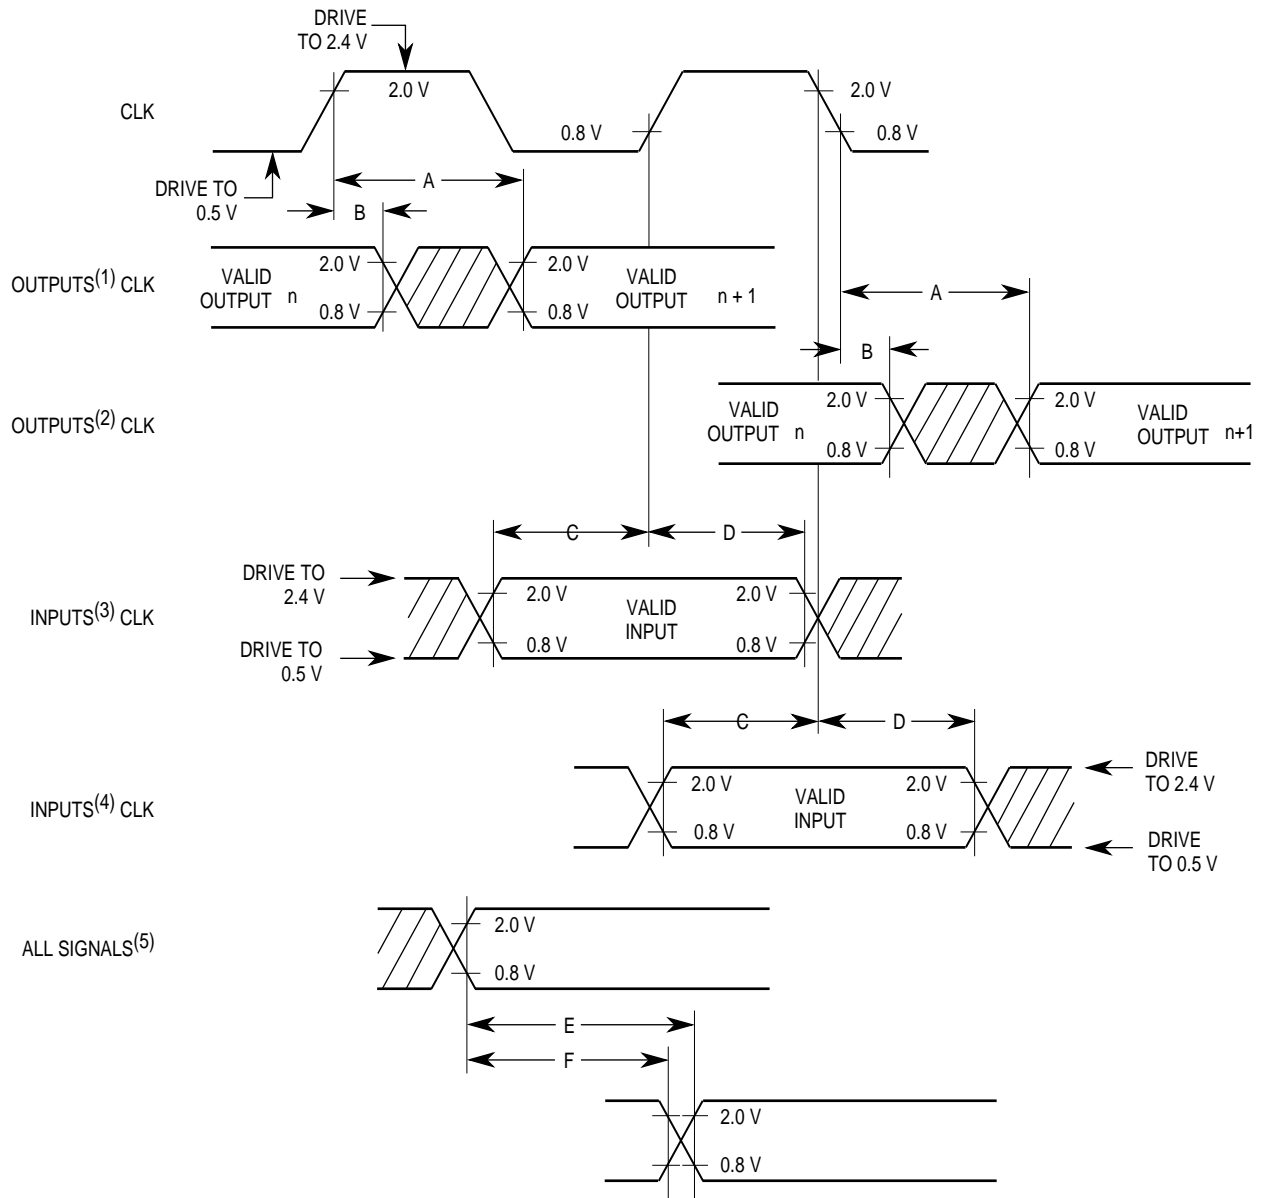 DRIVE
TO 2.4 V
2.0 V
2.0 V
CLK
0.8 V
0.8 V
DRIVE TO
0.5 V
A
B
OUTPUTS(1) CLK
VALID
OUTPUT n
2.0 V
0.8 V
2.0 V
0.8 V
VALID
OUTPUT n + 1
A
B
OUTPUTS(2) CLK
VALID
OUTPUT n
2.0 V
0.8 V
2.0 V
0.8 V
VALID
OUTPUT n+1
C
D
DRIVE TO
2.4 V
INPUTS(3) CLK
DRIVE TO
0.5 V
2.0 V
0.8 V
VALID
INPUT
2.0 V
0.8 V
C
D
INPUTS(4) CLK
2.0 V
0.8 V
VALID
INPUT
2.0 V
0.8 V
DRIVE
TO 2.4 V
DRIVE
TO 0.5 V
ALL SIGNALS(5)
2.0 V
0.8 V
E
F
2.0 V
0.8 V